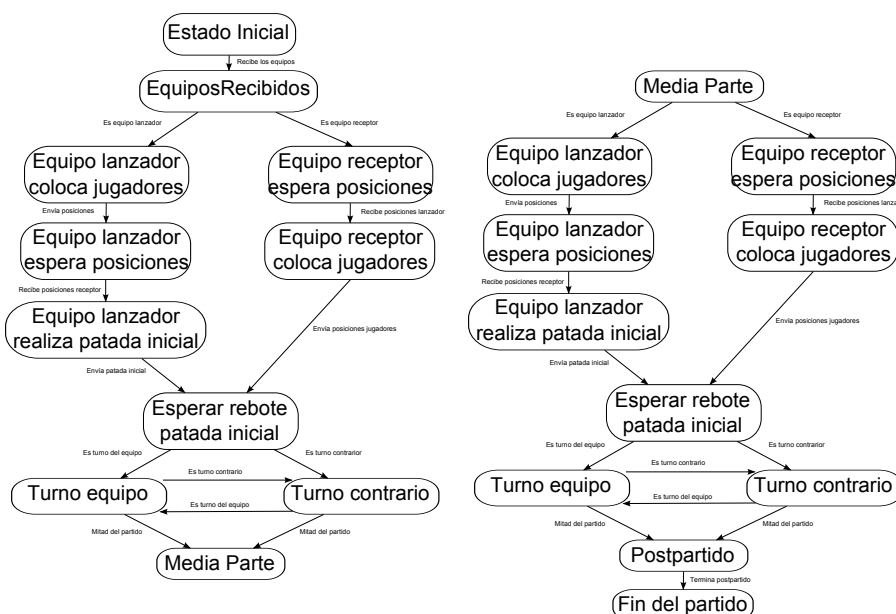 Estado Inicial
Recibe los equipos
EquiposRecibidos
Es equipo lanzador
Es equipo receptor
Equipo lanzador
coloca jugadores
Equipo receptor
espera posiciones
Envía posiciones
Recibe posiciones lanzador
Equipo lanzador
espera posiciones
Equipo receptor
coloca jugadores
Recibe posiciones receptor
Equipo lanzador
realiza patada inicial
Envía posiciones jugadores
Envía patada inicial
Esperar rebote
patada inicial
Es turno del equipo
Es turno contrarior
Es turno contrario
Turno equipo
Turno contrario
Es turno del equipo
Mitad del partido
Mitad del partido
Media Parte
Media Parte
Es equipo lanzador
Es equipo receptor
Equipo lanzador
coloca jugadores
Equipo receptor
espera posiciones
Envía posiciones
Recibe posiciones lanza
Equipo lanzador
espera posiciones
Equipo receptor
coloca jugadores
Recibe posiciones receptor
Equipo lanzador
realiza patada inicial
Envía posiciones jugadores
Envía patada inicial
Esperar rebote
patada inicial
Es turno del equipo
Es turno contrarior
Es turno contrario
Turno equipo
Turno contrario
Es turno del equipo
Mitad del partido
Mitad del partido
Postpartido
Termina postpartido
Fin del partido